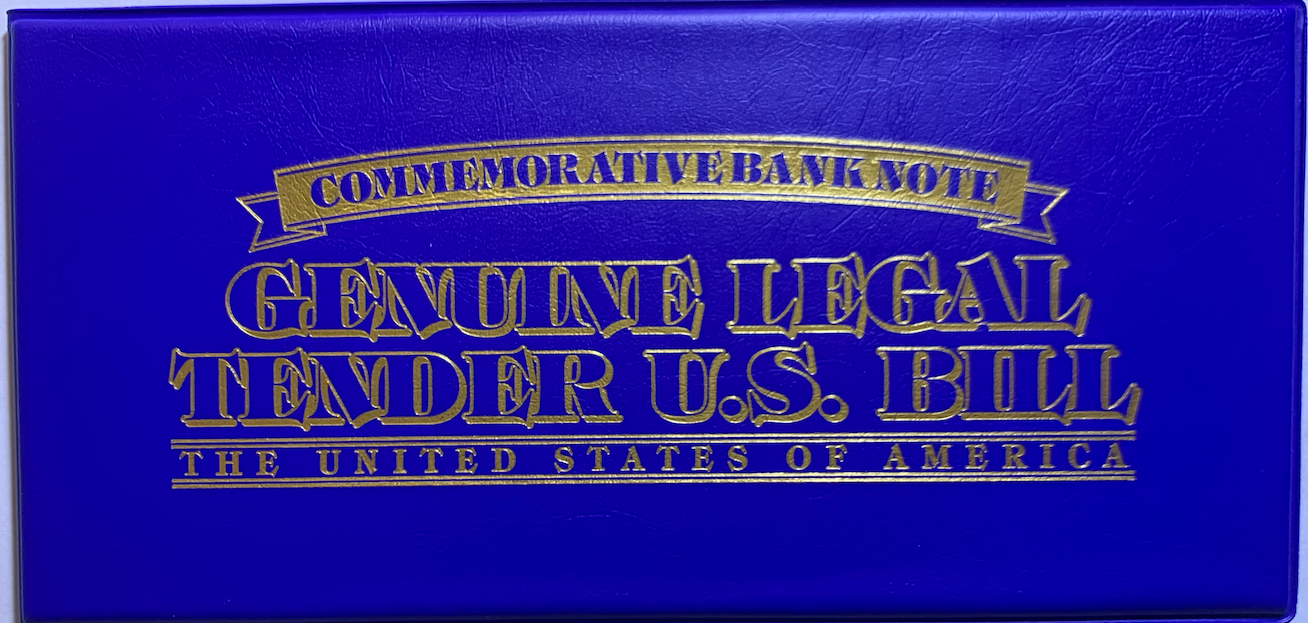 COMMEMORATIVE BANK NOTE
GENUINE LEGAL
TENDER U.S. BILL
THE UNITED STATES OF AMERICA